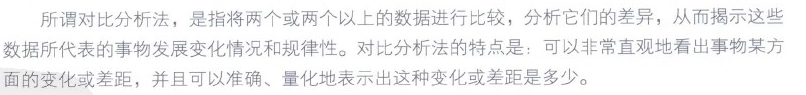 所谓对比分析法，是指将两个或两个以上的数据进行比较，分析它们的差异，从而揭示这些
数据所代表的事物发展变化情况和规律性。对比分析法的特点是：可以非常直观地看出事物某方
面的变化或差距，并且可以准确、量化地表示出这种变化或差距是多少。